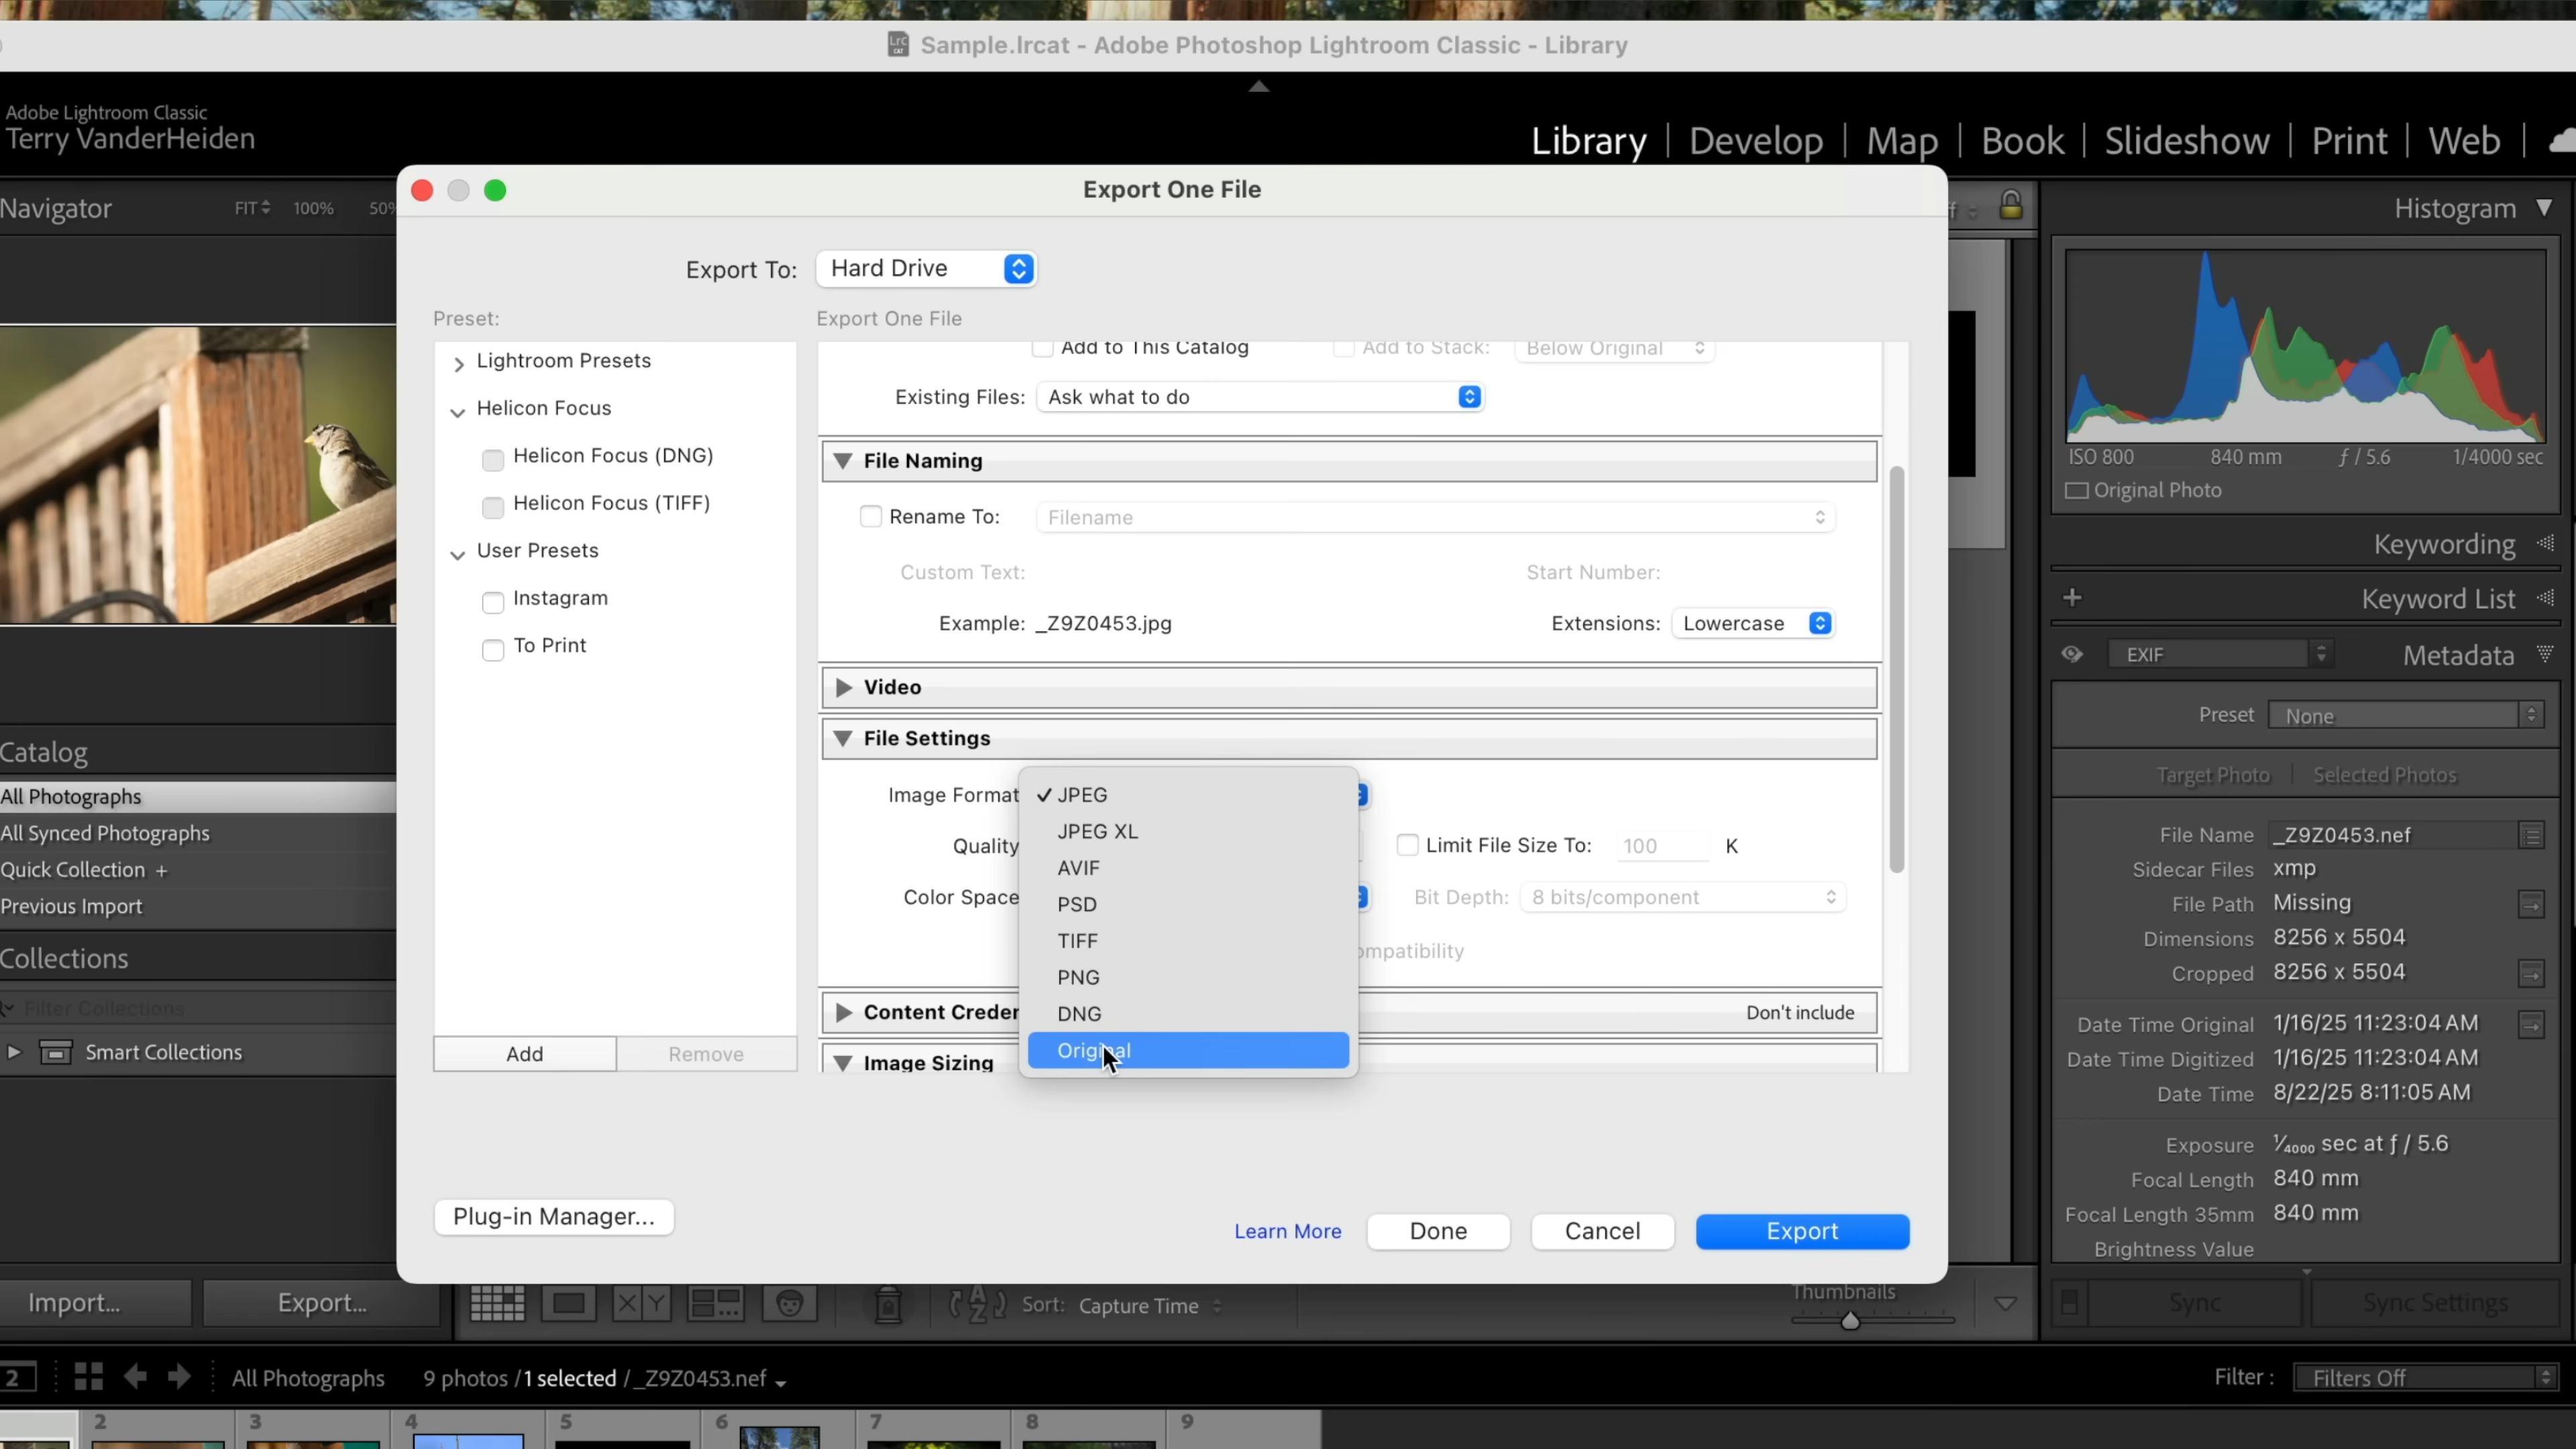 Sample.lrcat - Adobe Photoshop Lightroom Classic - Library
Adobe Lightroom Classic
Terry VanderHeiden
Library | Develop | Map | Book | Slideshow | Print | Web |
Navigator FIT 100% 50%
Export One File
Histogram
Export To: Hard Drive
Preset:
Export One File
Lightroom Presets
Helicon Focus
Helicon Focus (DNG)
Helicon Focus (TIFF)
User Presets
Instagram
To Print
Add
Remove
Add to This Catalog
Add to Stack: Below Original
Existing Files: Ask what to do
File Naming
Rename To: Filename
Custom Text: Start Number:
Example: _Z9Z0453.jpg Extensions: Lowercase
Video
File Settings
Image Format
✓ JPEG
JPEG XL
AVIF
PSD
TIFF
PNG
DNG
Original
Quality
Limit File Size To: 100 K
Color Space
Bit Depth: 8 bits/component
Don't include
Image Sizing
Plug-in Manager...
Learn More
Done
Cancel
Export
ISO 800 840 mm ƒ / 5.6 1/4000 sec
Original Photo
Keywording
+ Keyword List
EXIF Metadata
Preset None
Target Photo Selected Photos
File Name _Z9Z0453.nef
Sidecar Files xmp
File Path Missing
Dimensions 8256 x 5504
Cropped 8256 x 5504
Date Time Original 1/16/25 11:23:04 AM
Date Time Digitized 1/16/25 11:23:04 AM
Date Time 8/22/25 8:11:05 AM
Exposure 1/4000 sec at ƒ / 5.6
Focal Length 840 mm
Focal Length 35mm 840 mm
Brightness Value
Catalog
All Photographs
All Synced Photographs
Quick Collection +
Previous Import
Collections
Filter Collections
Smart Collections
Import...
Export...
X Y
Sort: Capture Time
Thumbnails
Sync
Sync Settings
2
All Photographs 9 photos / 1 selected / _Z9Z0453.nef
Filter : Filters Off
2 3 4 5 6 7 8 9